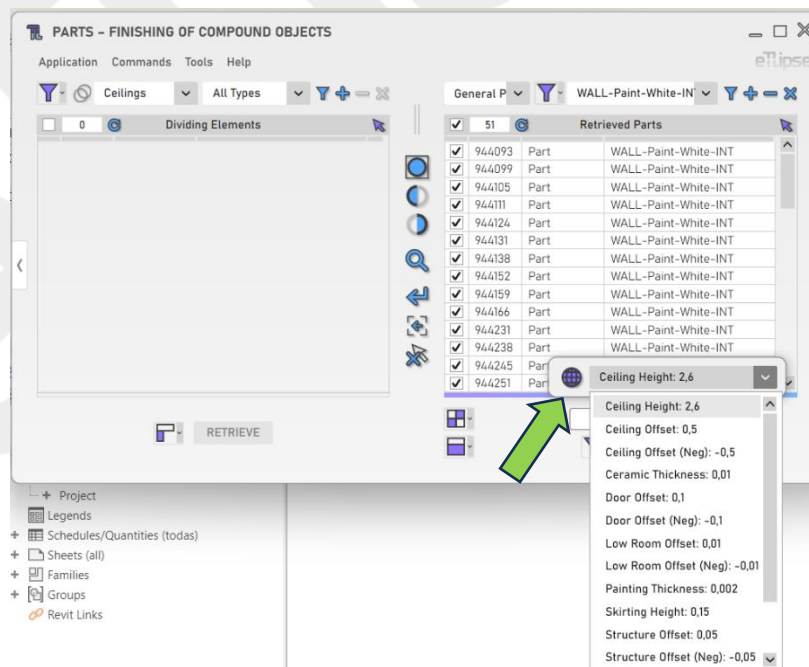 PARTS – FINISHING OF COMPOUND OBJECTS
Application Commands Tools Help
Ceilings All Types General P WALL-Paint-White-IN
0 Dividing Elements 51 Retrieved Parts
944093 Part WALL-Paint-White-INT
944099 Part WALL-Paint-White-INT
944105 Part WALL-Paint-White-INT
944111 Part WALL-Paint-White-INT
944124 Part WALL-Paint-White-INT
944131 Part WALL-Paint-White-INT
944138 Part WALL-Paint-White-INT
944152 Part WALL-Paint-White-INT
944159 Part WALL-Paint-White-INT
944166 Part WALL-Paint-White-INT
944231 Part WALL-Paint-White-INT
944238 Part WALL-Paint-White-INT
944245 Part
944251 Par
Ceiling Height: 2,6
RETRIEVE
Ceiling Height: 2,6
Ceiling Offset: 0,5
Ceiling Offset (Neg): -0,5
Ceramic Thickness: 0,01
Door Offset: 0,1
Door Offset (Neg): -0,1
Low Room Offset: 0,01
Low Room Offset (Neg): -0,01
Painting Thickness: 0,002
Skirting Height: 0,15
Structure Offset: 0,05
Structure Offset (Neg): -0,05
Project
Legends
Schedules/Quantities (todas)
Sheets (all)
Families
Groups
Revit Links